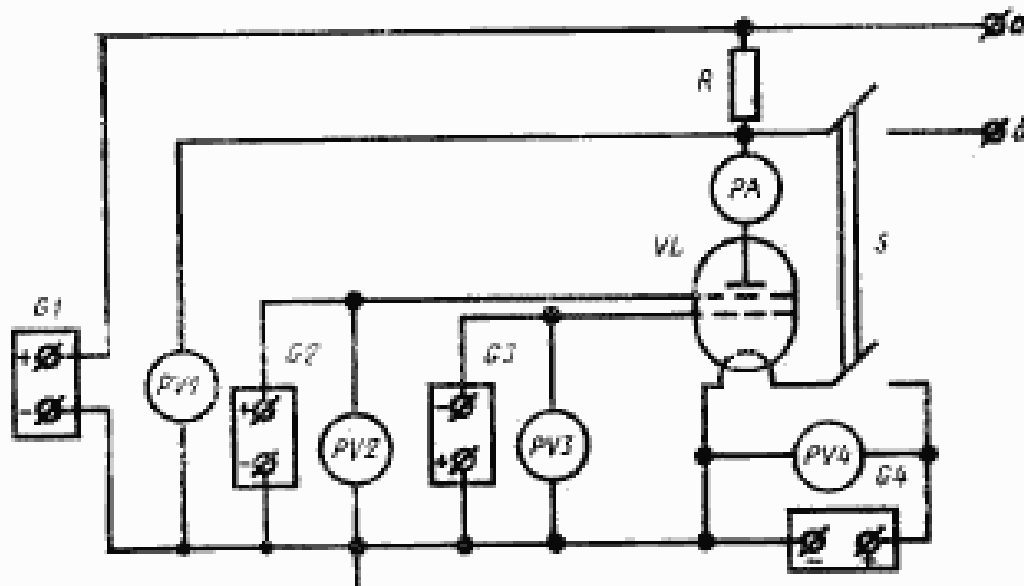 а
R
б
PA
VL
S
G1
+
-
PV1
G2
+
-
PV2
G3
-
+
PV3
PV4
G4
-
+